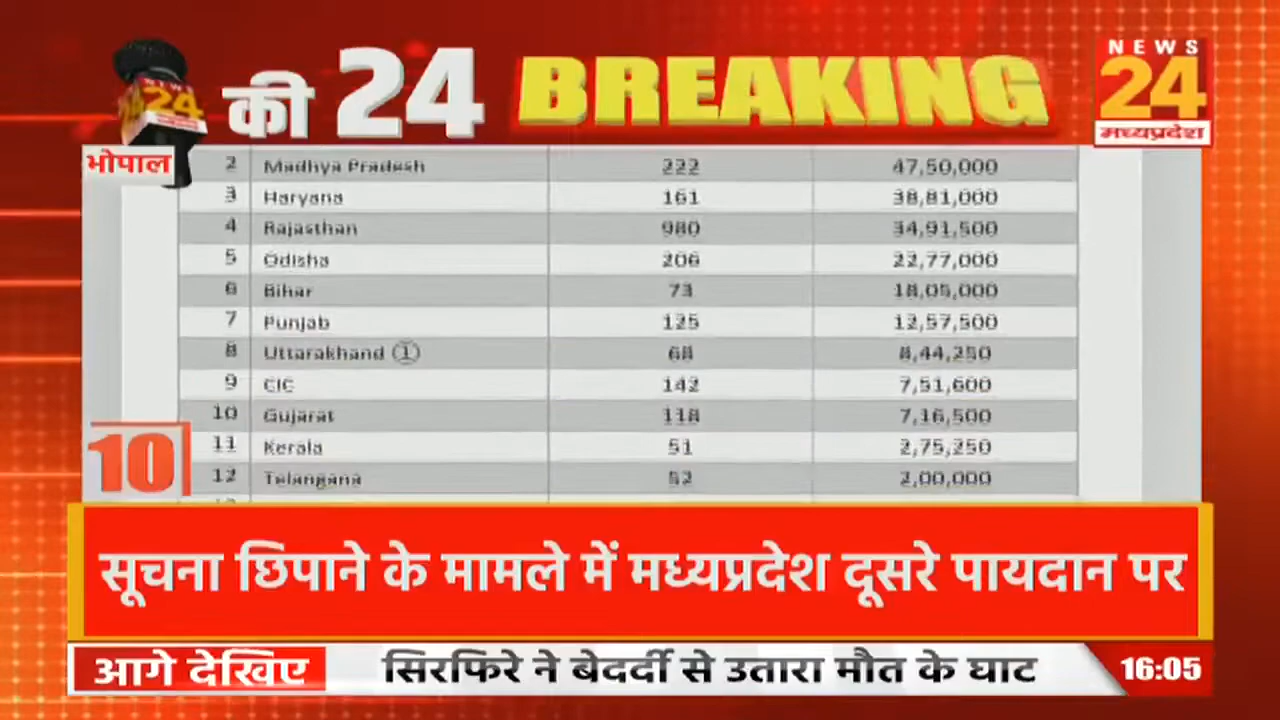 NEWS 24
की 24 BREAKING
NEWS
24
मध्यप्रदेश
भोपाल
2 Madhya Pradesh 222 47,50,000
3 Haryana 161 38,81,000
4 Rajasthan 980 34,91,500
5 Odisha 206 22,77,000
6 Bihar 73 18,05,000
7 Punjab 125 12,57,500
8 Uttarakhand ① 68 8,44,250
9 CIC 142 7,51,600
10 Gujarat 118 7,16,500
11 Kerala 51 2,75,250
12 Telangana 52 2,00,000
10
सूचना छिपाने के मामले में मध्यप्रदेश दूसरे पायदान पर
आगे देखिए सिरफिरे ने बेदर्दी से उतारा मौत के घाट 16:05